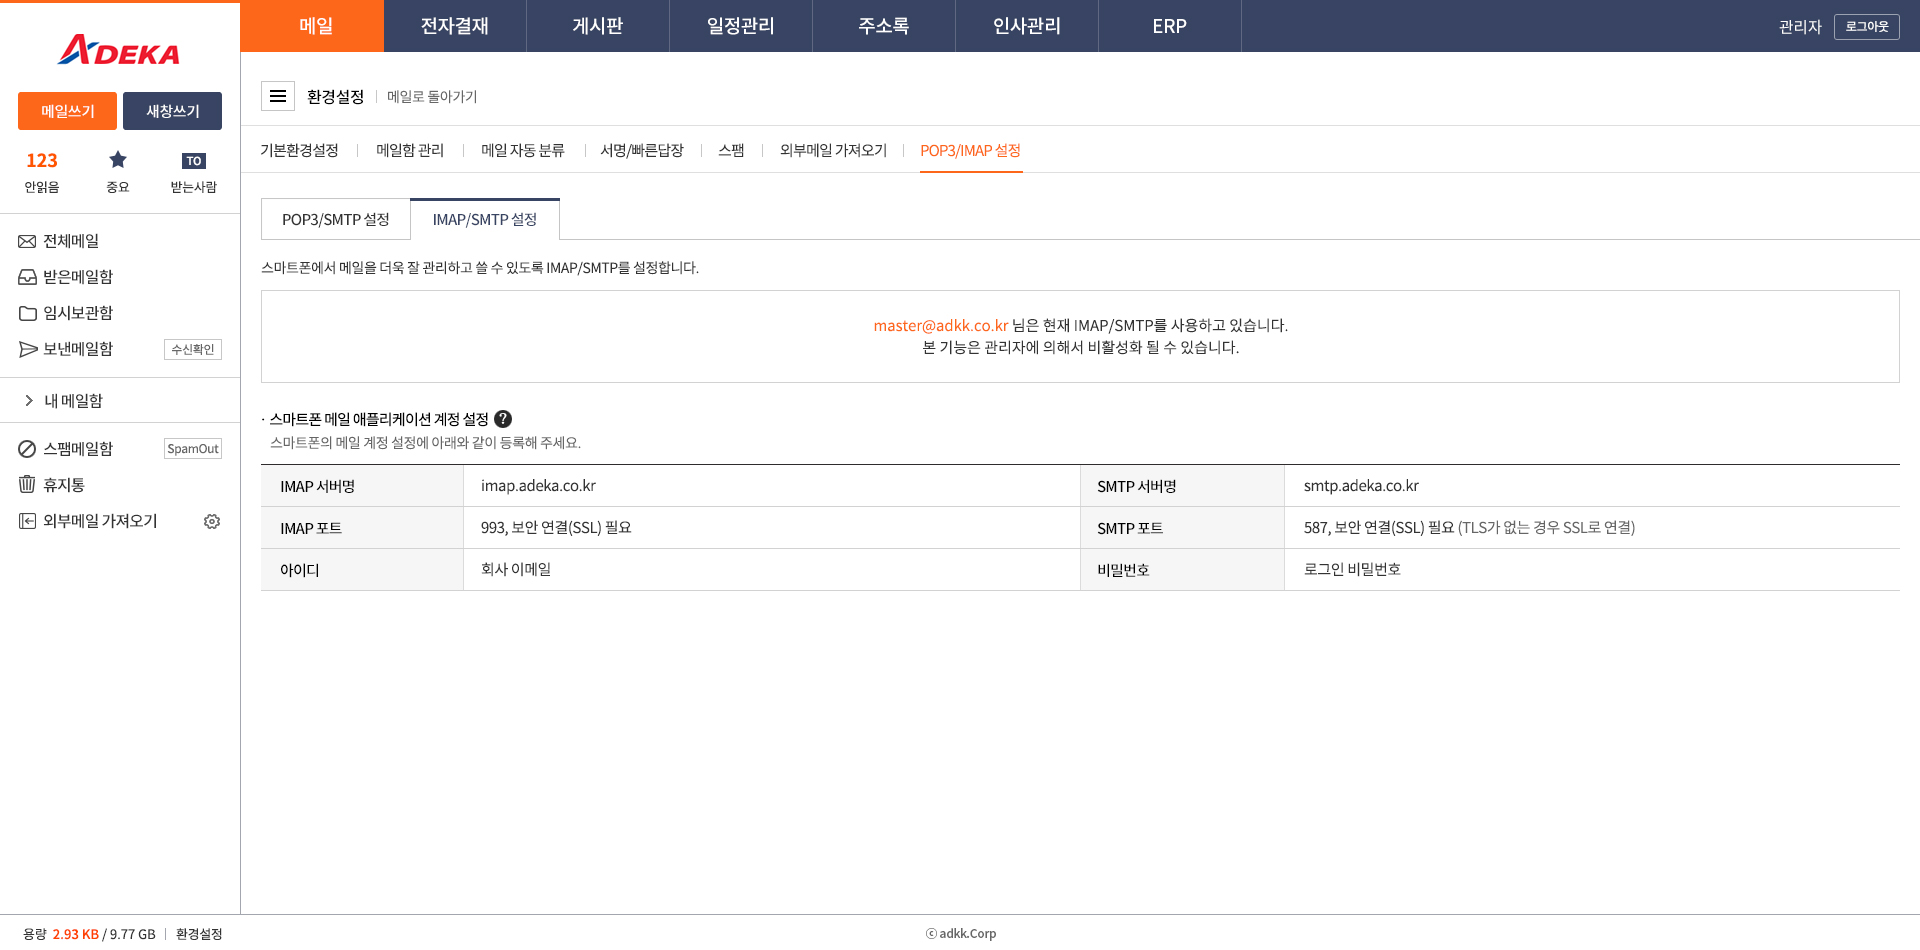 ADEKA
메일쓰기
새창쓰기
123
안읽음
중요
TO
받는사람
전체메일
받은메일함
임시보관함
보낸메일함
수신확인
내 메일함
스팸메일함
SpamOut
휴지통
외부메일 가져오기
메일
전자결재
게시판
일정관리
주소록
인사관리
ERP
관리자
로그아웃
환경설정
메일로 돌아가기
기본환경설정
메일함 관리
메일 자동 분류
서명/빠른답장
스팸
외부메일 가져오기
POP3/IMAP 설정
POP3/SMTP 설정
IMAP/SMTP 설정
스마트폰에서 메일을 더욱 잘 관리하고 쓸 수 있도록 IMAP/SMTP를 설정합니다.
master@adkk.co.kr 님은 현재 IMAP/SMTP를 사용하고 있습니다.
본 기능은 관리자에 의해서 비활성화 될 수 있습니다.
· 스마트폰 메일 애플리케이션 계정 설정 ?
스마트폰의 메일 계정 설정에 아래와 같이 등록해 주세요.
IMAP 서버명
imap.adeka.co.kr
SMTP 서버명
smtp.adeka.co.kr
IMAP 포트
993, 보안 연결(SSL) 필요
SMTP 포트
587, 보안 연결(SSL) 필요 (TLS가 없는 경우 SSL로 연결)
아이디
회사 이메일
비밀번호
로그인 비밀번호
용량 2.93 KB / 9.77 GB
환경설정
ⓒ adkk.Corp